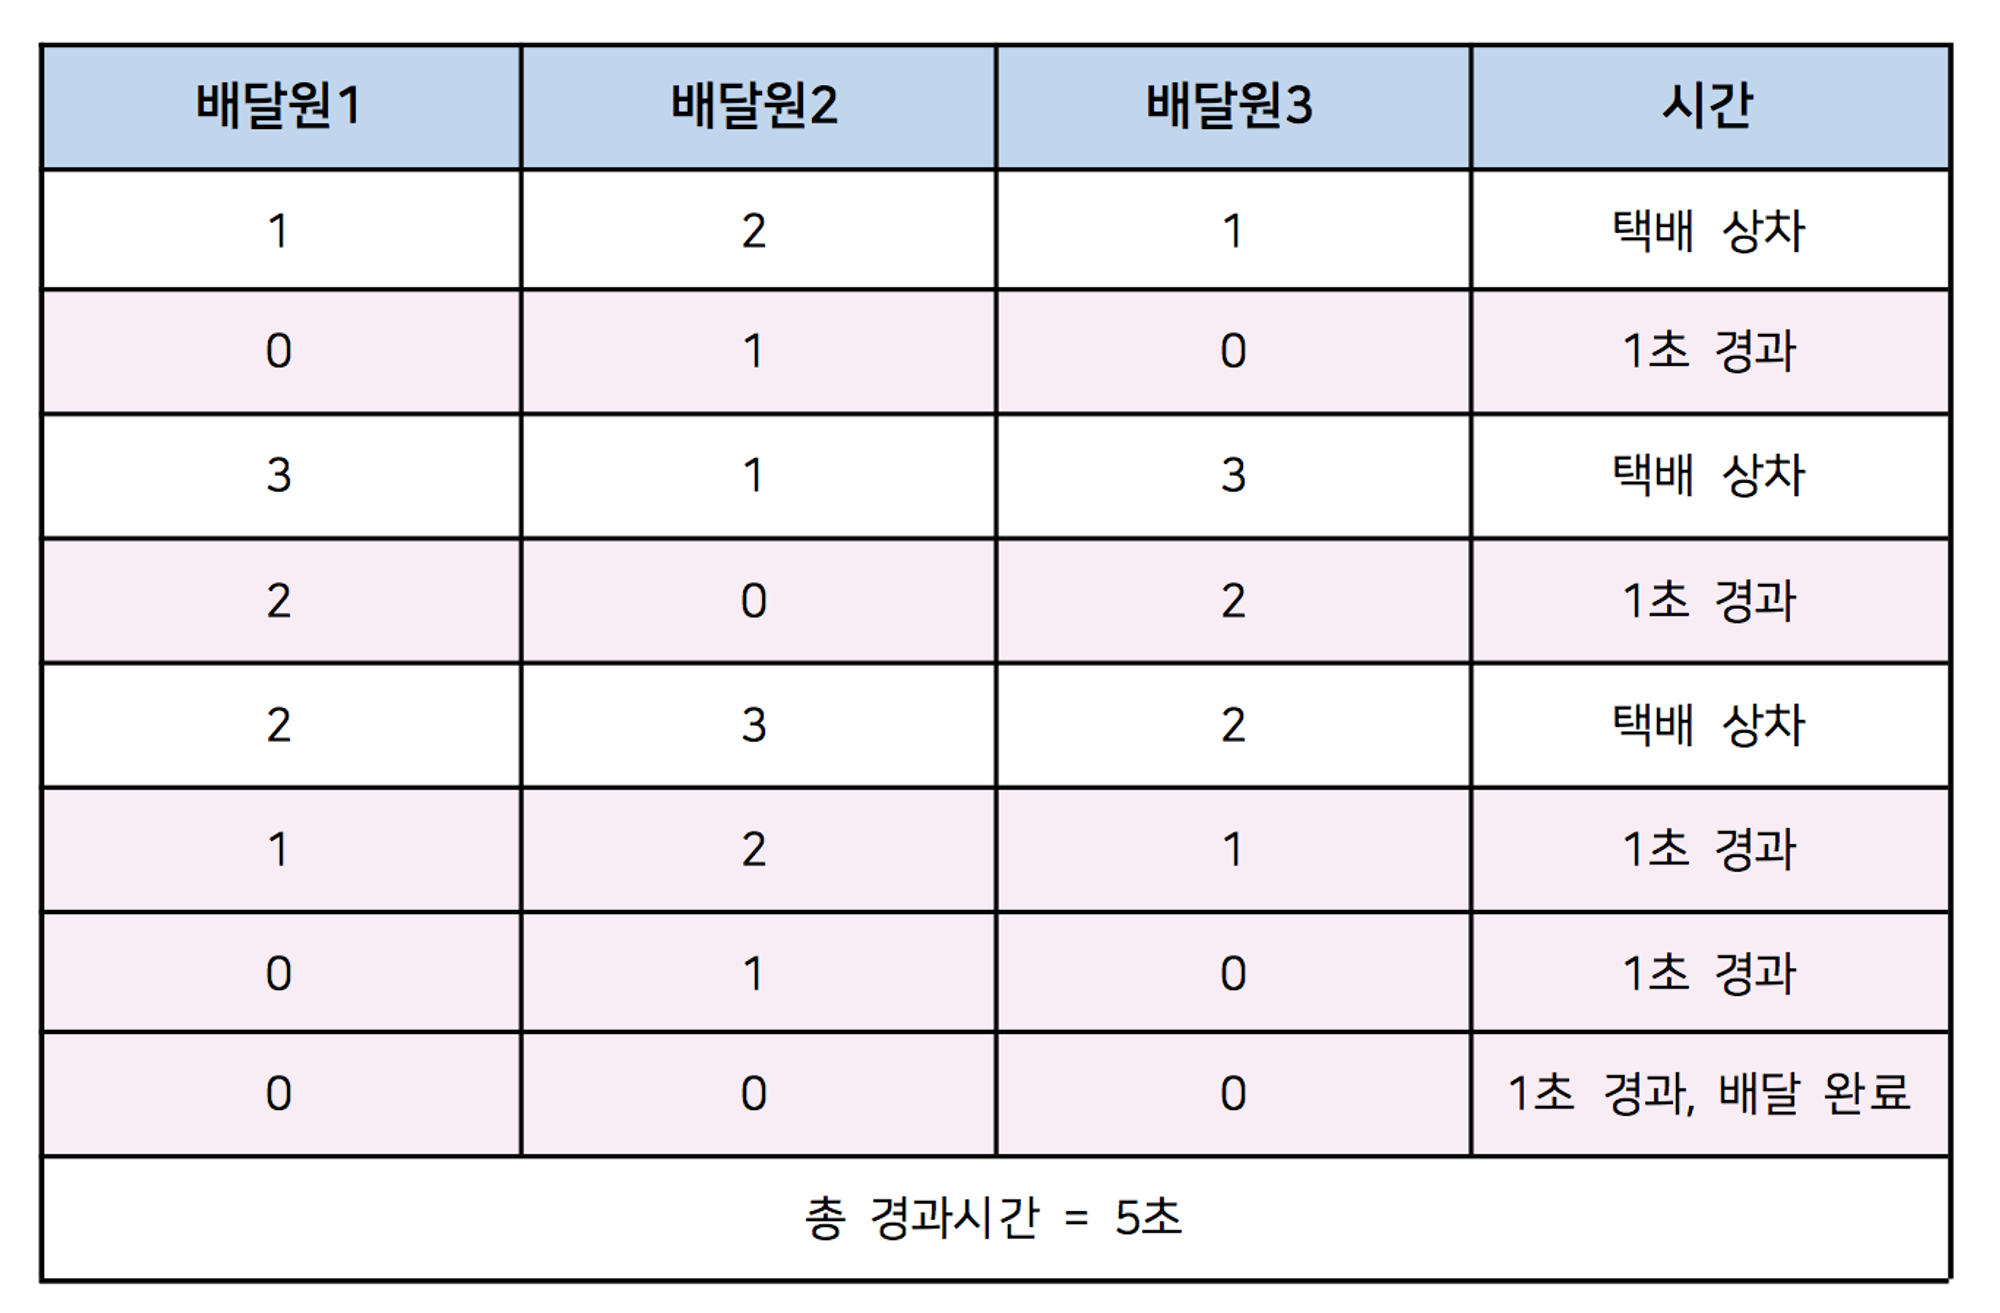 배달원1 배달원2 배달원3 시간
1 2 1 택배 상차
0 1 0 1초 경과
3 1 3 택배 상차
2 0 2 1초 경과
2 3 2 택배 상차
1 2 1 1초 경과
0 1 0 1초 경과
0 0 0 1초 경과, 배달 완료
총 경과시간 = 5초